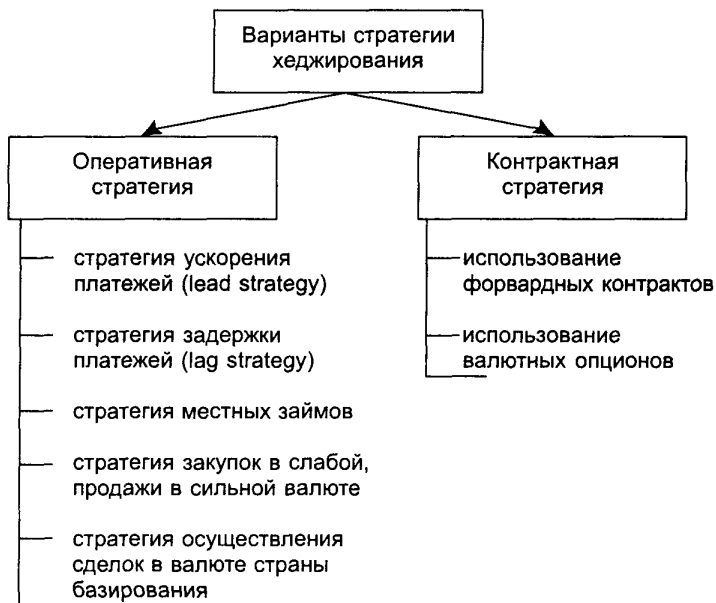 Варианты стратегии
хеджирования
Оперативная
стратегия
стратегия ускорения
платежей (lead strategy)
стратегия задержки
платежей (lag strategy)
стратегия местных займов
стратегия закупок в слабой,
продажи в сильной валюте
стратегия осуществления
сделок в валюте страны
базирования
Контрактная
стратегия
использование
форвардных контрактов
использование
валютных опционов